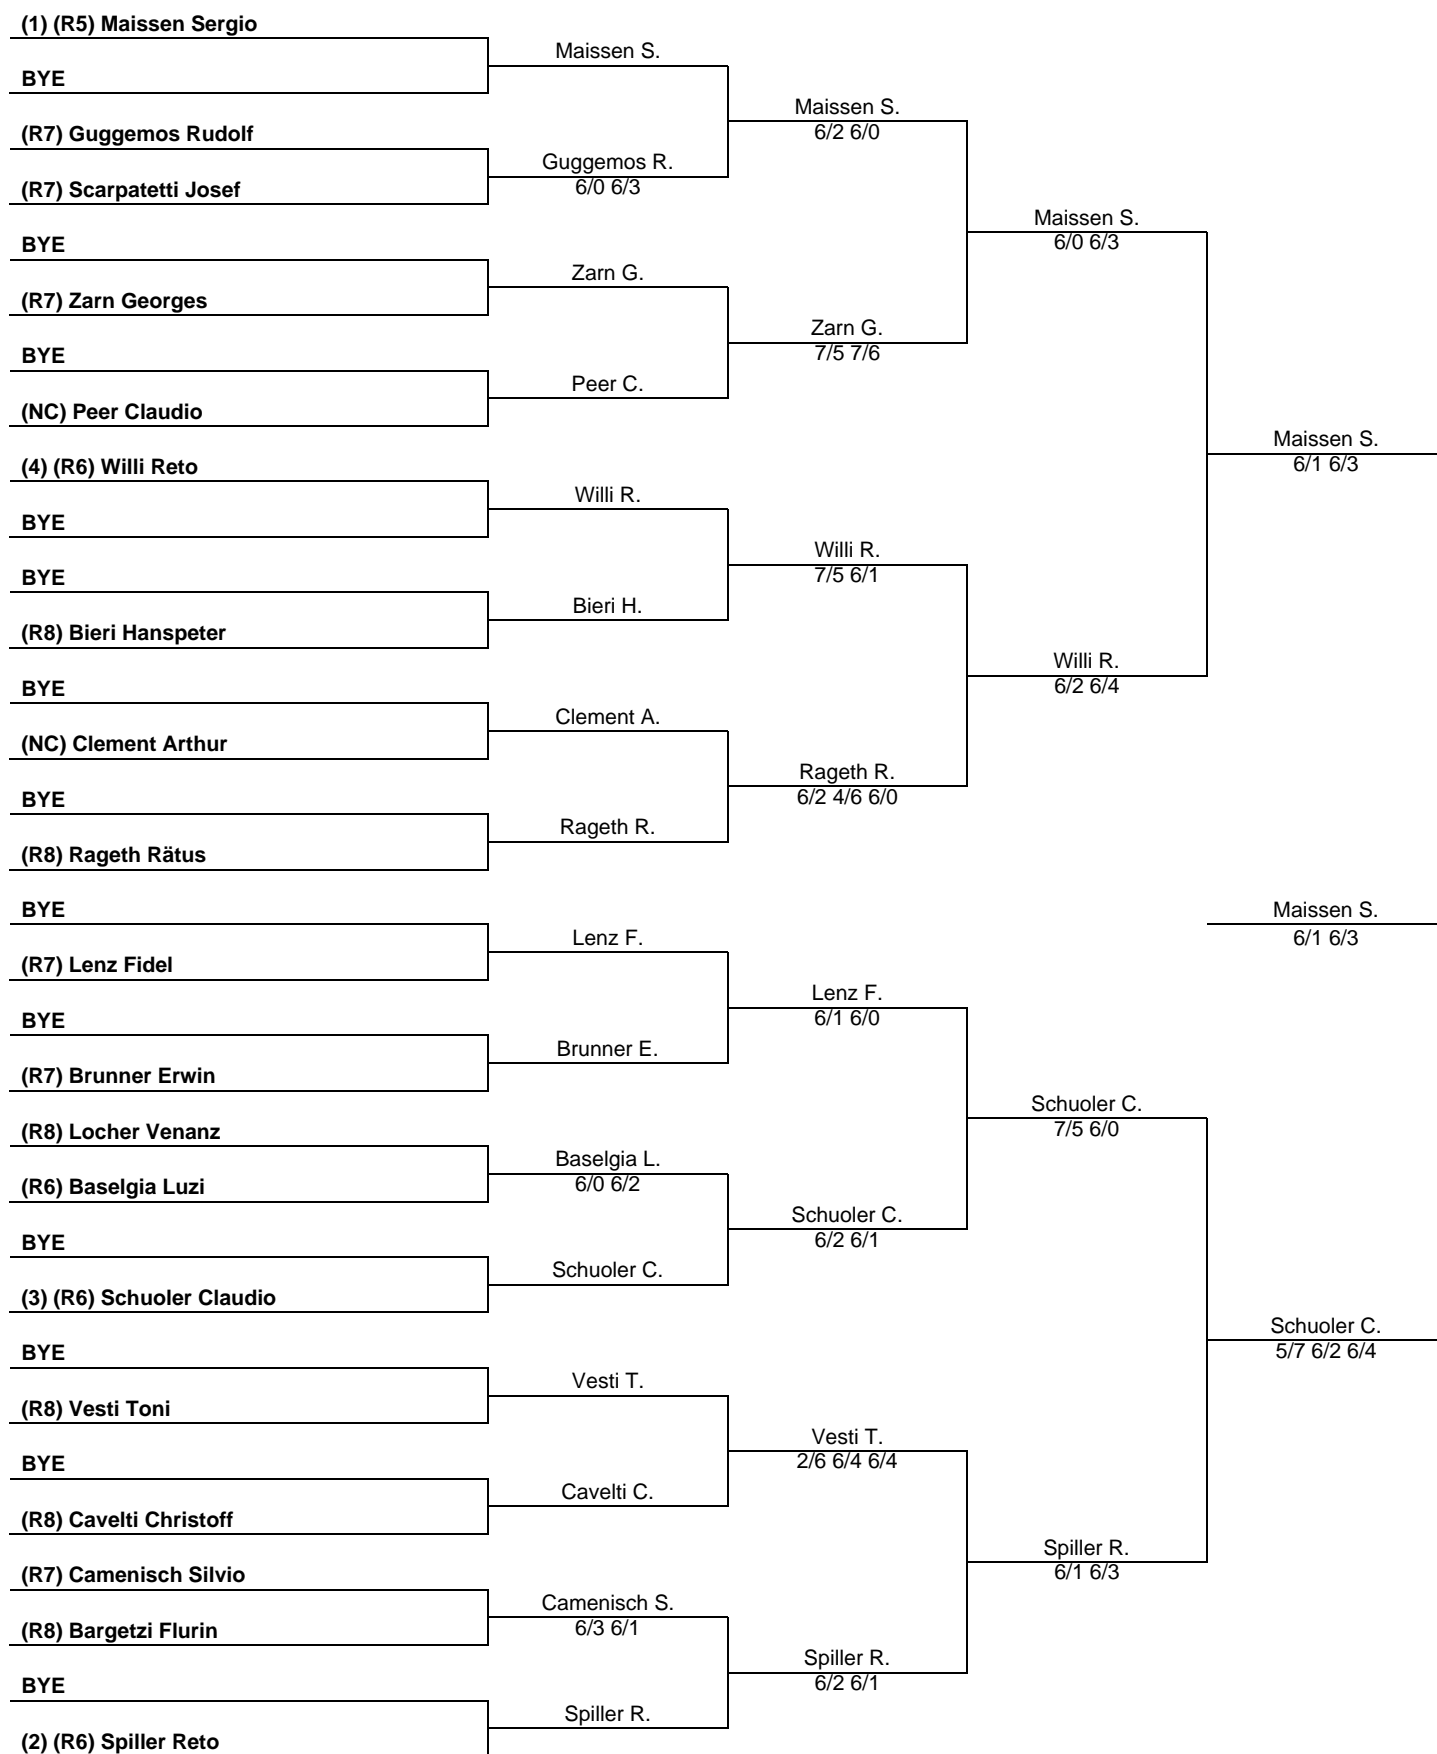 (1) (R5) Maissen Sergio
Maissen S.
BYE
Maissen S.
6/2 6/0
(R7) Guggemos Rudolf
Guggemos R.
6/0 6/3
(R7) Scarpatetti Josef
Maissen S.
6/0 6/3
BYE
Zarn G.
(R7) Zarn Georges
Zarn G.
7/5 7/6
BYE
Peer C.
(NC) Peer Claudio
Maissen S.
6/1 6/3
(4) (R6) Willi Reto
Willi R.
BYE
Willi R.
7/5 6/1
BYE
Bieri H.
(R8) Bieri Hanspeter
Willi R.
6/2 6/4
BYE
Clement A.
(NC) Clement Arthur
Rageth R.
6/2 4/6 6/0
BYE
Rageth R.
(R8) Rageth Rätus
BYE
Maissen S.
6/1 6/3
Lenz F.
(R7) Lenz Fidel
Lenz F.
6/1 6/0
BYE
Brunner E.
(R7) Brunner Erwin
Schuoler C.
7/5 6/0
(R8) Locher Venanz
Baselgia L.
6/0 6/2
(R6) Baselgia Luzi
Schuoler C.
6/2 6/1
BYE
Schuoler C.
(3) (R6) Schuoler Claudio
Schuoler C.
5/7 6/2 6/4
BYE
Vesti T.
(R8) Vesti Toni
Vesti T.
2/6 6/4 6/4
BYE
Cavelti C.
(R8) Cavelti Christoff
Spiller R.
6/1 6/3
(R7) Camenisch Silvio
Camenisch S.
6/3 6/1
(R8) Bargetzi Flurin
Spiller R.
6/2 6/1
BYE
Spiller R.
(2) (R6) Spiller Reto